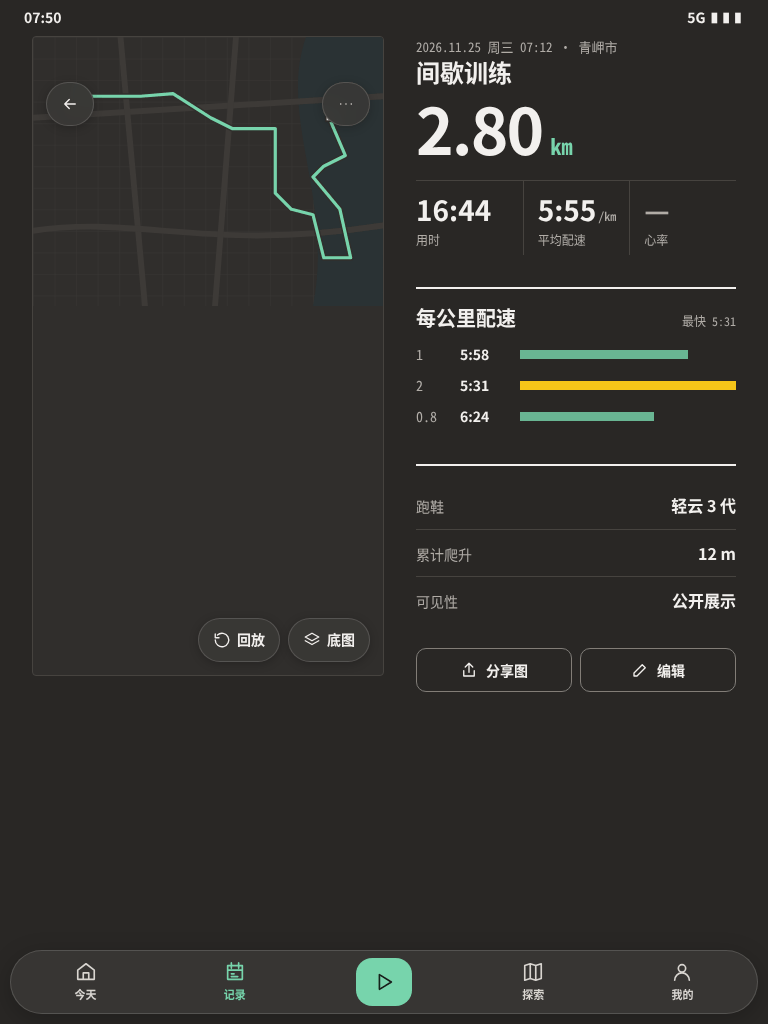 07:50
5G
2026.11.25 周三 07:12 · 青岬市
间歇训练
2.80 km
16:44
用时
5:55 /km
平均配速
—
心率
每公里配速
最快 5:31
1 5:58
2 5:31
0.8 6:24
跑鞋 轻云 3 代
累计爬升 12 m
可见性 公开展示
回放
底图
分享图
编辑
今天
记录
探索
我的